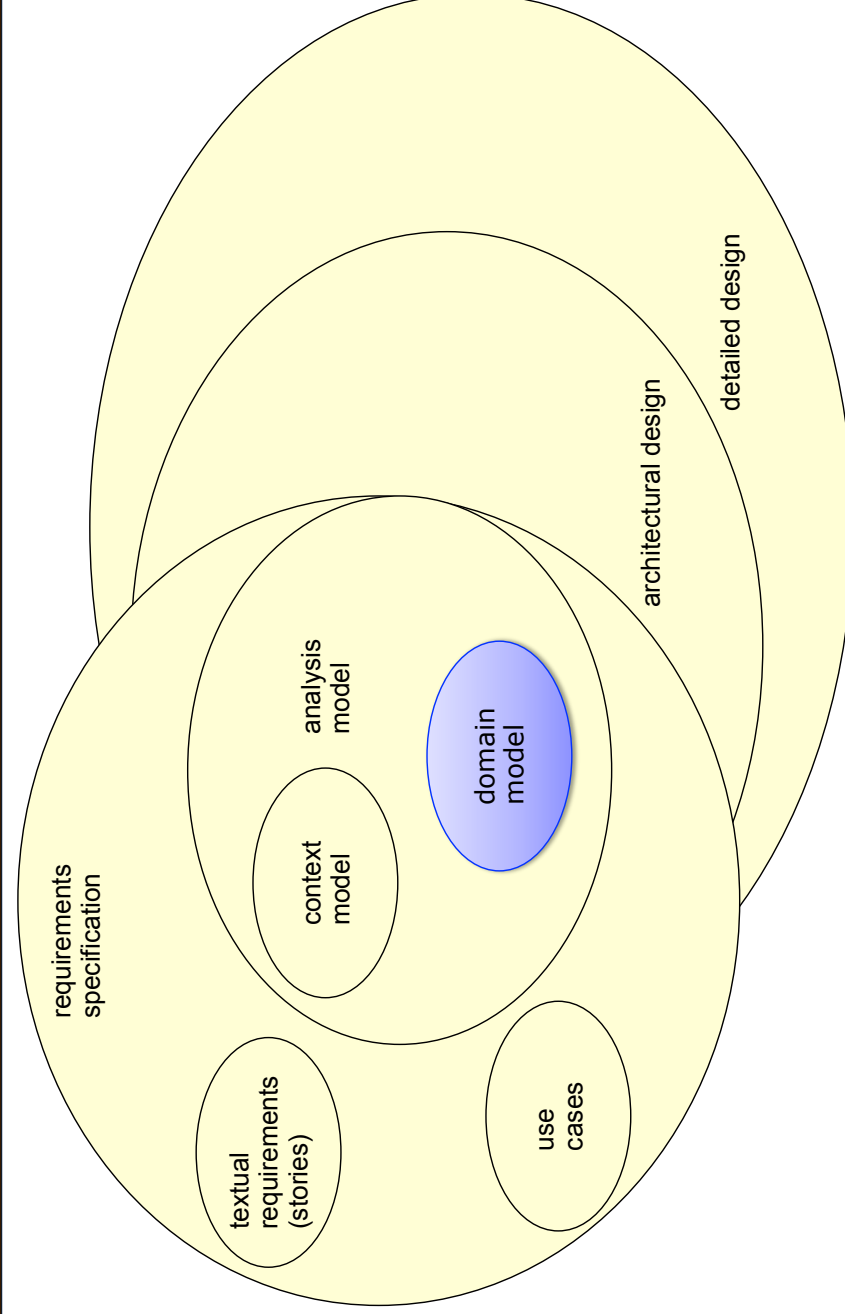 requirements
specification
textual
requirements
(stories)
context
model
analysis
model
use
cases
domain
model
architectural design
detailed design